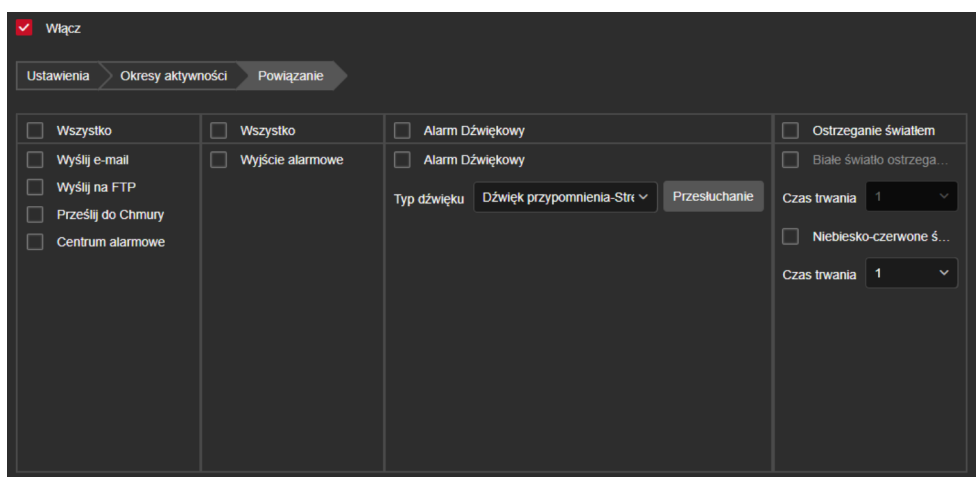 Włącz
Ustawienia Okresy aktywności Powiązanie
Wszystko Wszystko Alarm Dźwiękowy Ostrzeganie światłem
Wyślij e-mail Wyjście alarmowe Alarm Dźwiękowy Białe światło ostrzega...
Wyślij na FTP
Typ dźwięku Dźwięk przypomnienia-Stre Przesłuchanie Czas trwania 1
Prześlij do Chmury
Centrum alarmowe Niebiesko-czerwone ś...
Czas trwania 1